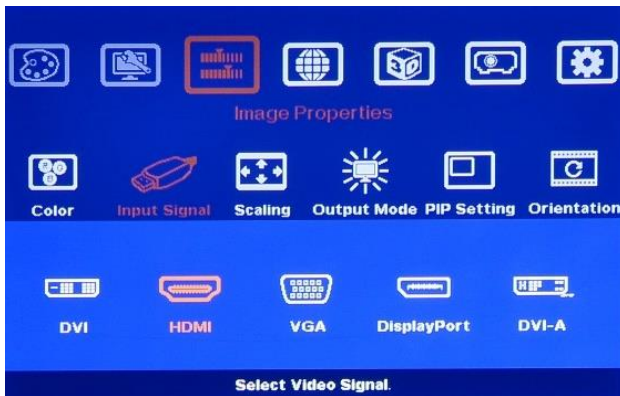 3D
Image Properties
Color Input Signal Scaling Output Mode PIP Setting Orientation
DVI HDMI VGA DisplayPort DVI-A
Select Video Signal.